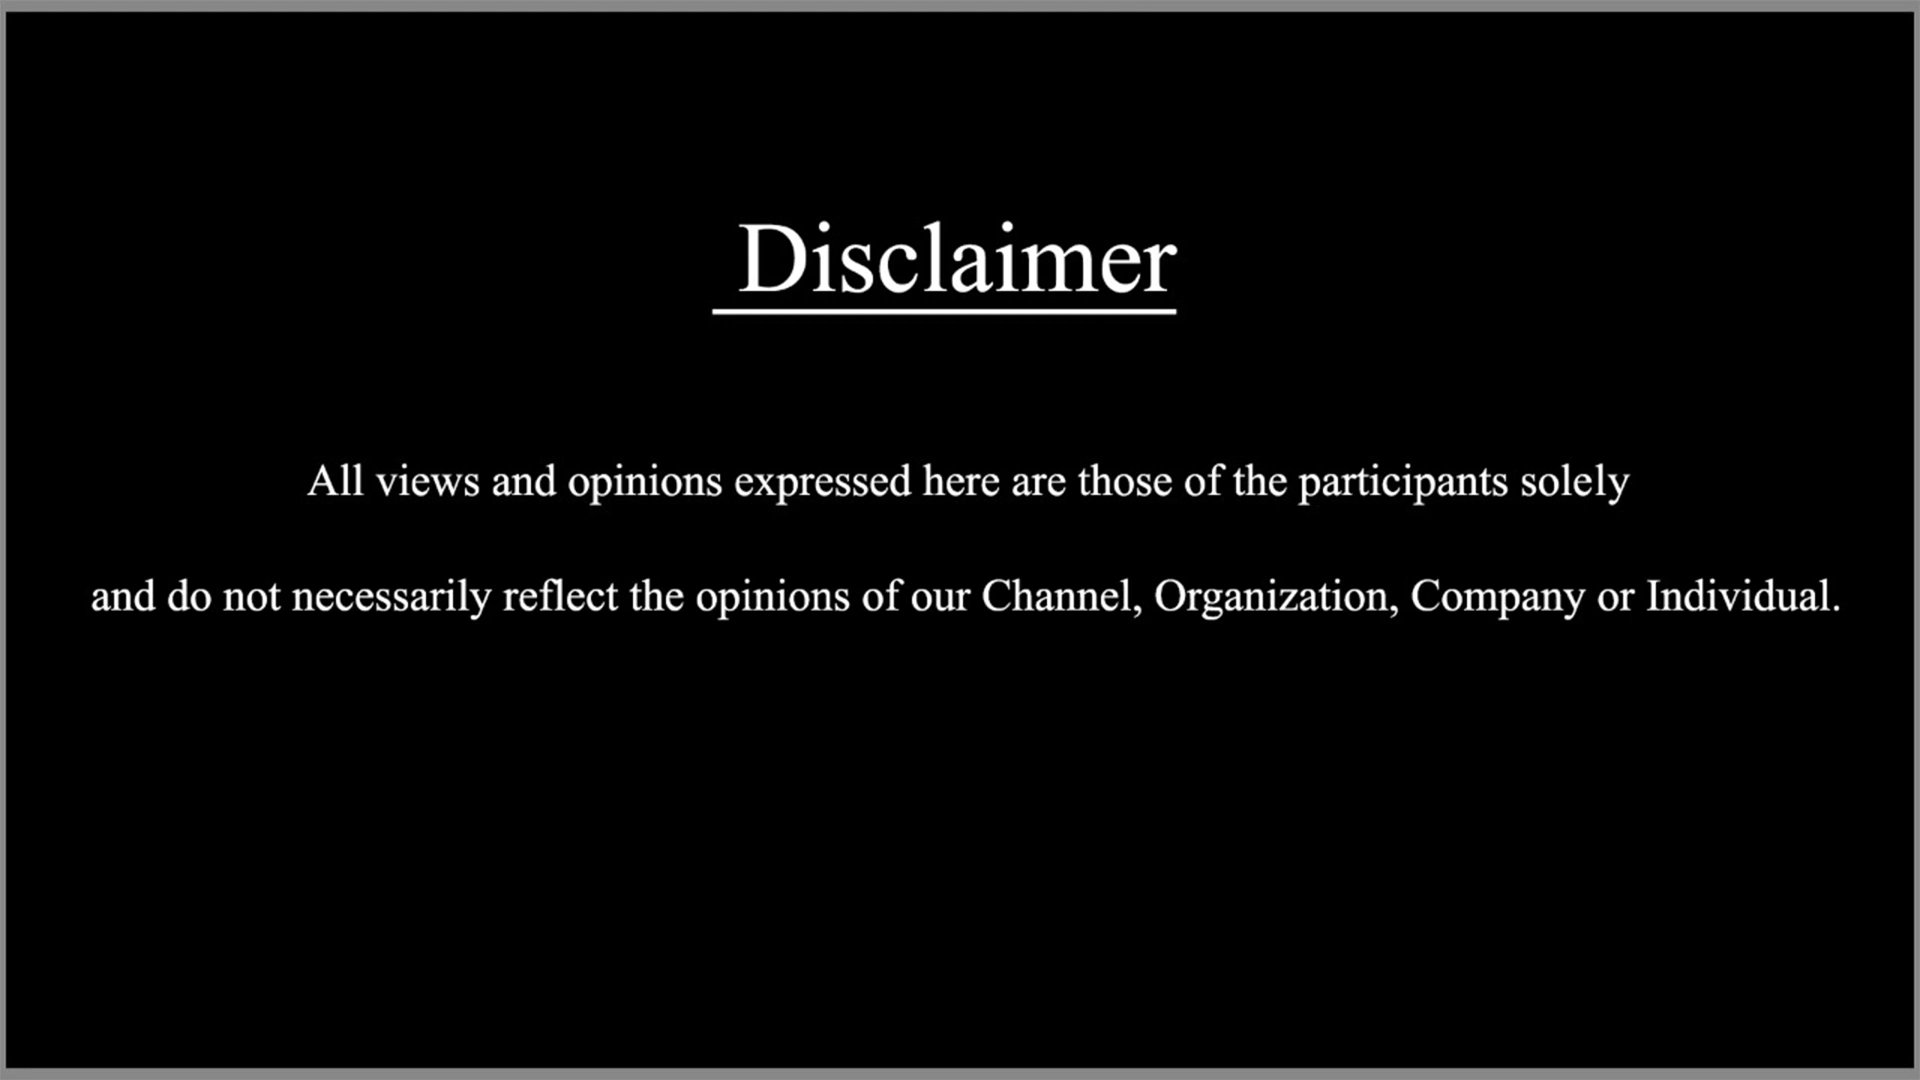 Disclaimer
All views and opinions expressed here are those of the participants solely
and do not necessarily reflect the opinions of our Channel, Organization, Company or Individual.